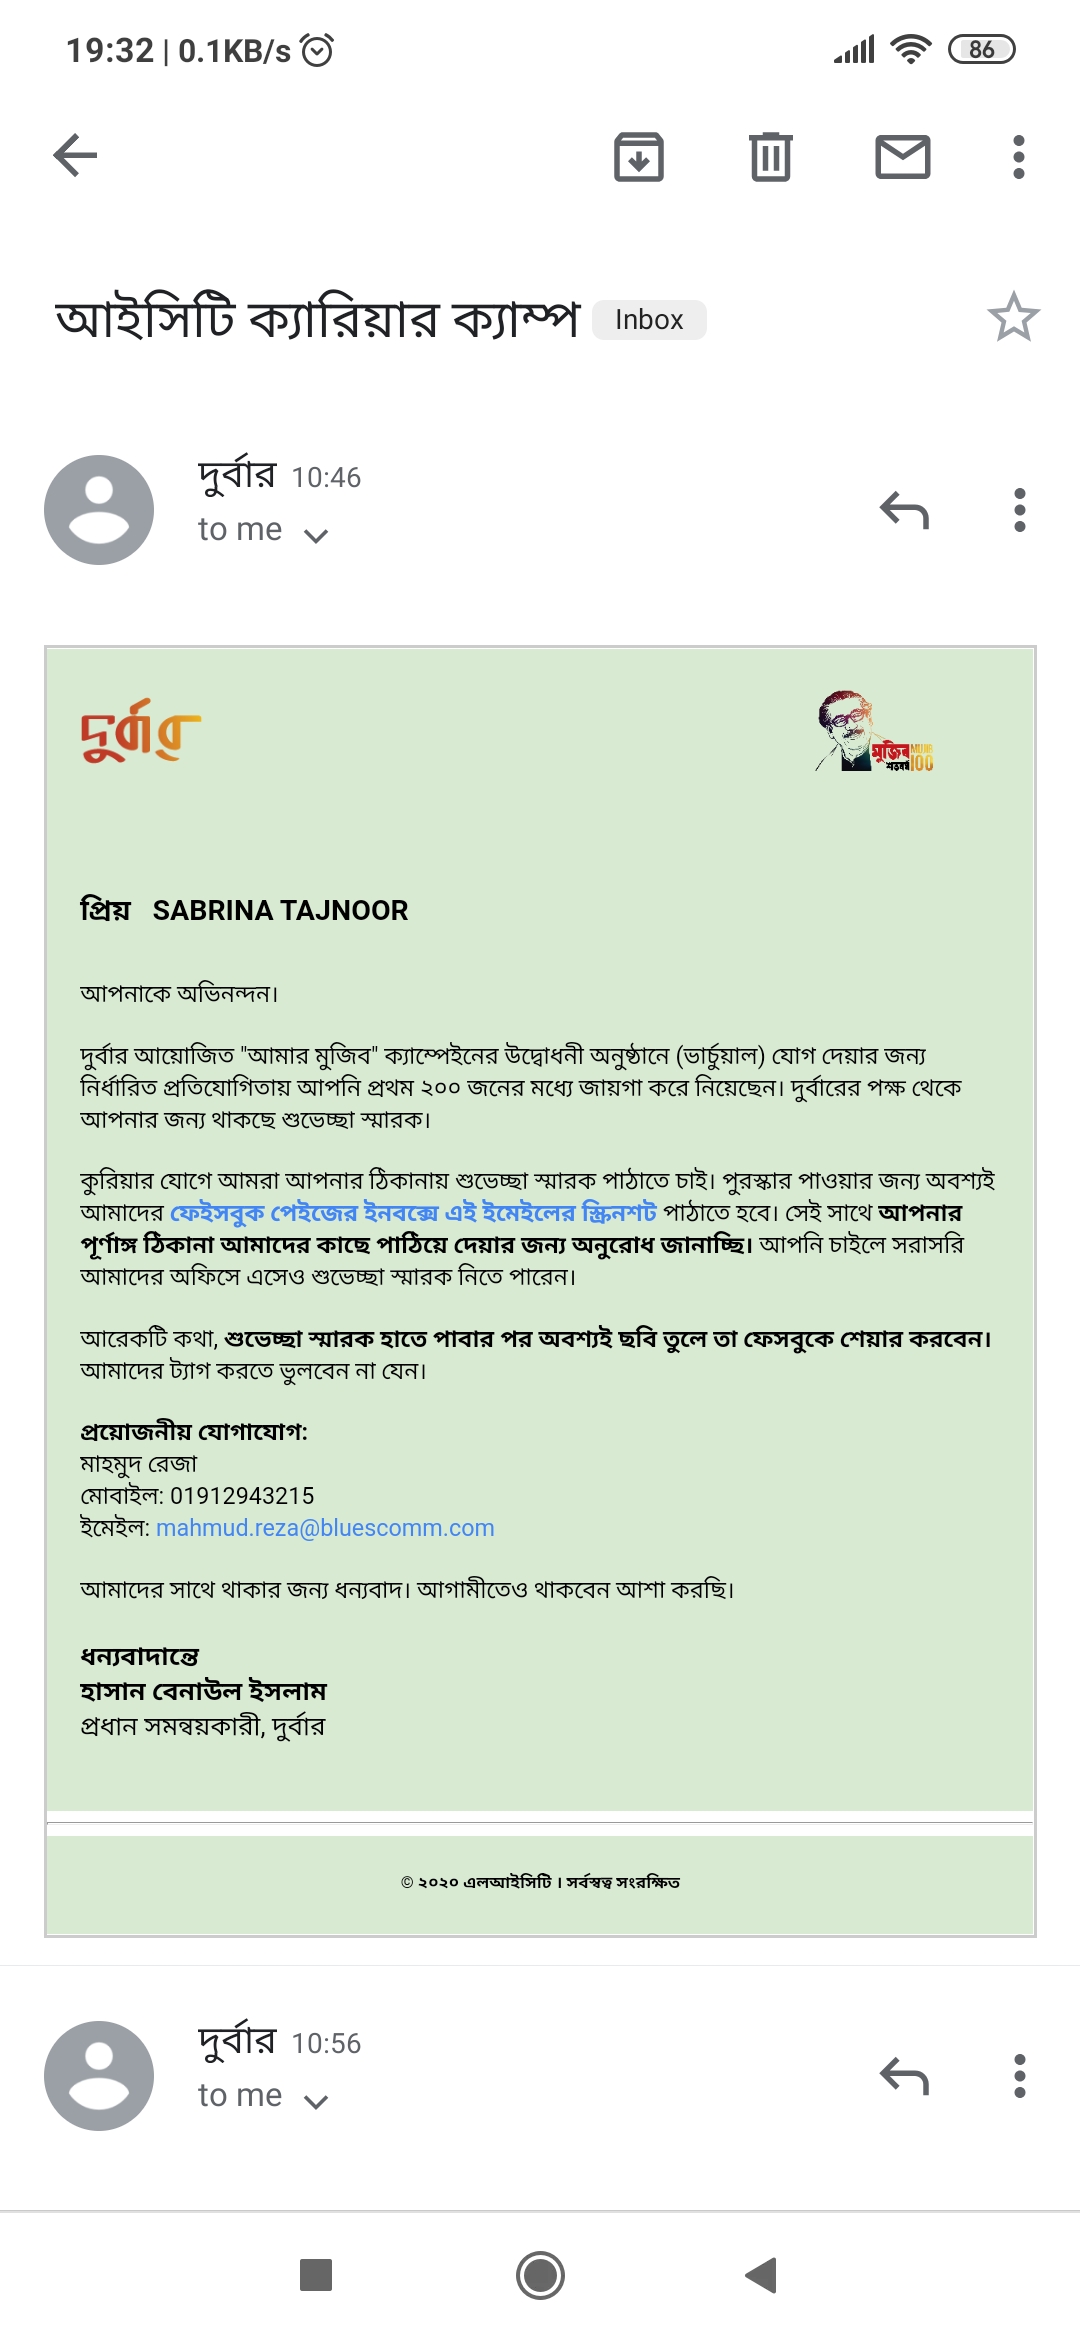 19:32 | 0.1KB/s
86
আইসিটি ক্যারিয়ার ক্যাম্প Inbox
দুর্বার 10:46
to me
দুর্বার
মুজিব MUJIB
শতবর্ষ 100
প্রিয় SABRINA TAJNOOR
আপনাকে অভিনন্দন।
দুর্বার আয়োজিত "আমার মুজিব" ক্যাম্পেইনের উদ্বোধনী অনুষ্ঠানে (ভার্চুয়াল) যোগ দেয়ার জন্য
নির্ধারিত প্রতিযোগিতায় আপনি প্রথম ২০০ জনের মধ্যে জায়গা করে নিয়েছেন। দুর্বারের পক্ষ থেকে
আপনার জন্য থাকছে শুভেচ্ছা স্মারক।
কুরিয়ার যোগে আমরা আপনার ঠিকানায় শুভেচ্ছা স্মারক পাঠাতে চাই। পুরস্কার পাওয়ার জন্য অবশ্যই
আমাদের ফেইসবুক পেইজের ইনবক্সে এই ইমেইলের স্ক্রিনশট পাঠাতে হবে। সেই সাথে আপনার
পূর্ণাঙ্গ ঠিকানা আমাদের কাছে পাঠিয়ে দেয়ার জন্য অনুরোধ জানাচ্ছি। আপনি চাইলে সরাসরি
আমাদের অফিসে এসেও শুভেচ্ছা স্মারক নিতে পারেন।
আরেকটি কথা, শুভেচ্ছা স্মারক হাতে পাবার পর অবশ্যই ছবি তুলে তা ফেসবুকে শেয়ার করবেন।
আমাদের ট্যাগ করতে ভুলবেন না যেন।
প্রয়োজনীয় যোগাযোগ:
মাহমুদ রেজা
মোবাইল: 01912943215
ইমেইল: mahmud.reza@bluescomm.com
আমাদের সাথে থাকার জন্য ধন্যবাদ। আগামীতেও থাকবেন আশা করছি।
ধন্যবাদান্তে
হাসান বেনাউল ইসলাম
প্রধান সমন্বয়কারী, দুর্বার
© ২০২০ এলআইসিটি । সর্বস্বত্ব সংরক্ষিত
দুর্বার 10:56
to me